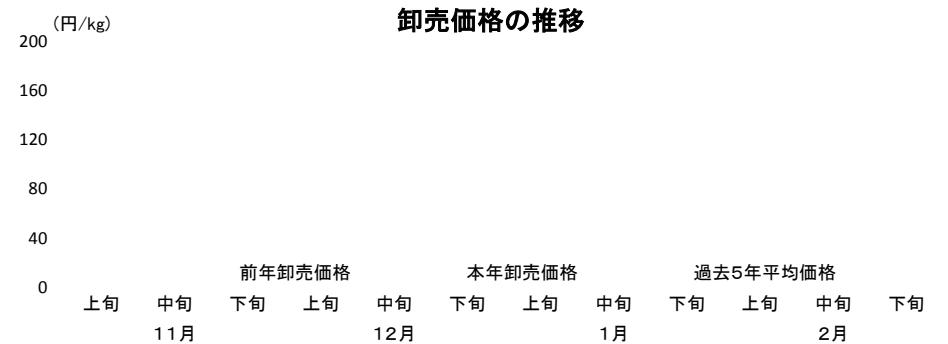 卸売価格の推移
(円/kg)
200
160
120
80
40
0
前年卸売価格 本年卸売価格 過去5年平均価格
上旬 中旬 下旬 上旬 中旬 下旬 上旬 中旬 下旬 上旬 中旬 下旬
11月 12月 1月 2月